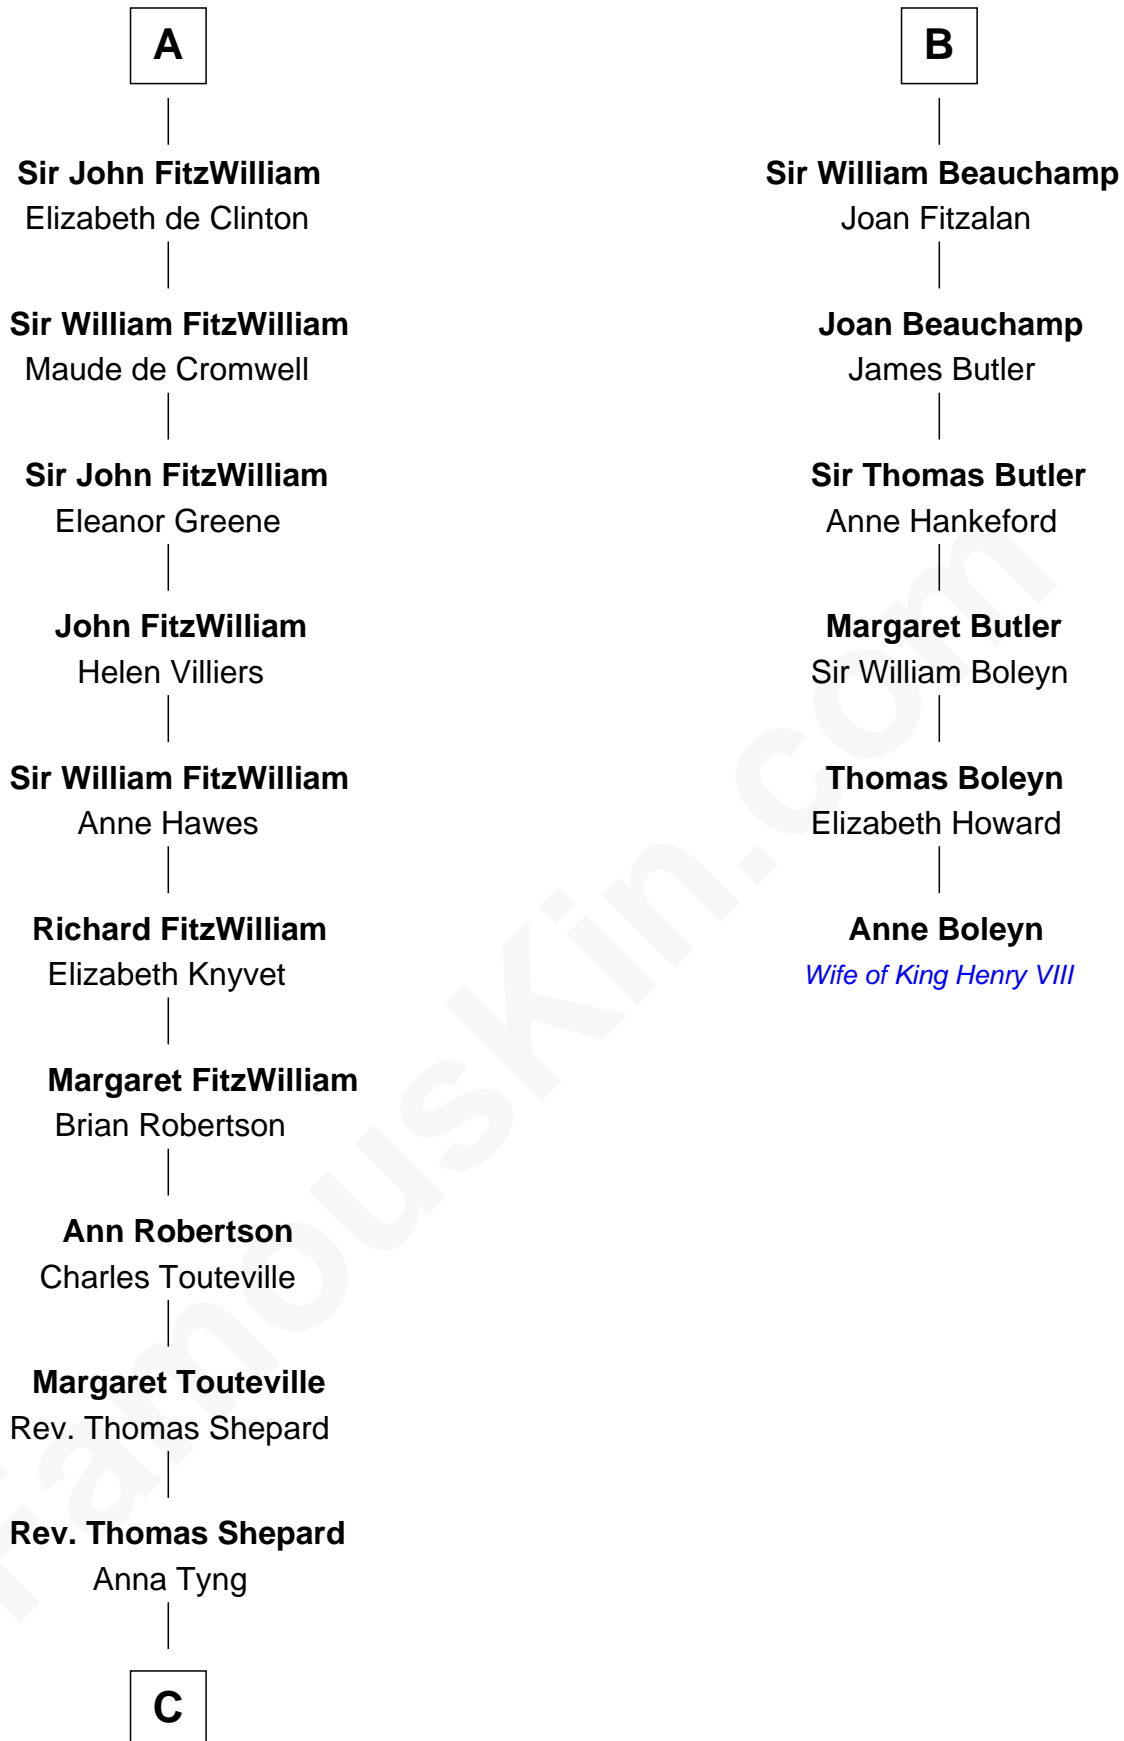 A
Sir John FitzWilliam
Elizabeth de Clinton
Sir William FitzWilliam
Maude de Cromwell
Sir John FitzWilliam
Eleanor Greene
John FitzWilliam
Helen Villiers
Sir William FitzWilliam
Anne Hawes
Richard FitzWilliam
Elizabeth Knyvet
Margaret FitzWilliam
Brian Robertson
Ann Robertson
Charles Touteville
Margaret Touteville
Rev. Thomas Shepard
Rev. Thomas Shepard
Anna Tyng
C
B
Sir William Beauchamp
Joan Fitzalan
Joan Beauchamp
James Butler
Sir Thomas Butler
Anne Hankeford
Margaret Butler
Sir William Boleyn
Thomas Boleyn
Elizabeth Howard
Anne Boleyn
Wife of King Henry VIII
FamousKin.com